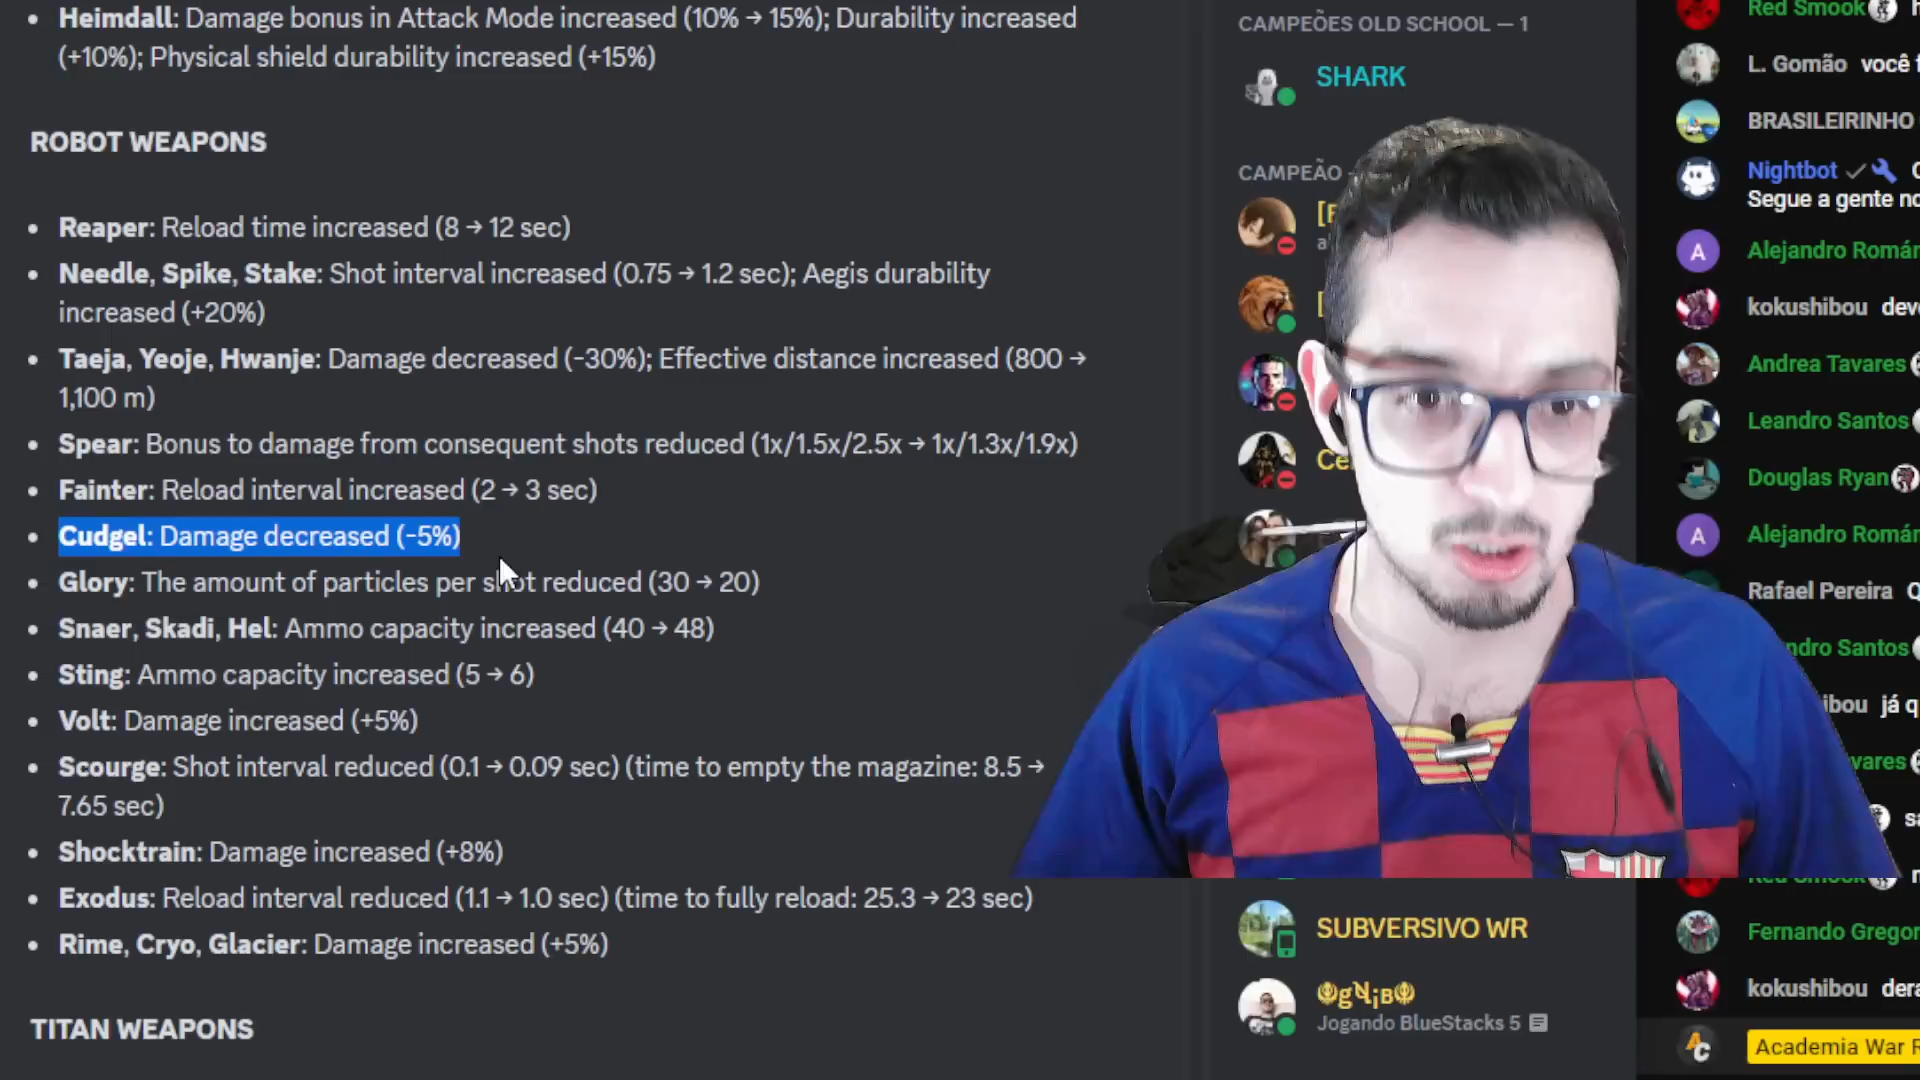 Heimdall: Damage bonus in Attack Mode increased (10% → 15%); Durability increased
(+10%); Physical shield durability increased (+15%)
ROBOT WEAPONS
Reaper: Reload time increased (8 → 12 sec)
Needle, Spike, Stake: Shot interval increased (0.75 → 1.2 sec); Aegis durability
increased (+20%)
Taeja, Yeoje, Hwanje: Damage decreased (-30%); Effective distance increased (800 →
1,100 m)
Spear: Bonus to damage from consequent shots reduced (1x/1.5x/2.5x → 1x/1.3x/1.9x)
Fainter: Reload interval increased (2 → 3 sec)
Cudgel: Damage decreased (-5%)
Glory: The amount of particles per shot reduced (30 → 20)
Snaer, Skadi, Hel: Ammo capacity increased (40 → 48)
Sting: Ammo capacity increased (5 → 6)
Volt: Damage increased (+5%)
Scourge: Shot interval reduced (0.1 → 0.09 sec) (time to empty the magazine: 8.5 →
7.65 sec)
Shocktrain: Damage increased (+8%)
Exodus: Reload interval reduced (1.1 → 1.0 sec) (time to fully reload: 25.3 → 23 sec)
Rime, Cryo, Glacier: Damage increased (+5%)
TITAN WEAPONS
CAMPEÕES OLD SCHOOL — 1
SHARK
CAMPEÃO
SUBVERSIVO WR
Jogando BlueStacks 5
Red Smook
L. Gomão você
BRASILEIRINHO
Nightbot
Segue a gente
Alejandro Román
kokushibou
Andrea Tavares
Leandro Santos
Douglas Ryan
Alejandro Román
Rafael Pereira
Santos
já
Fernando Gregor
kokushibou
Academia War